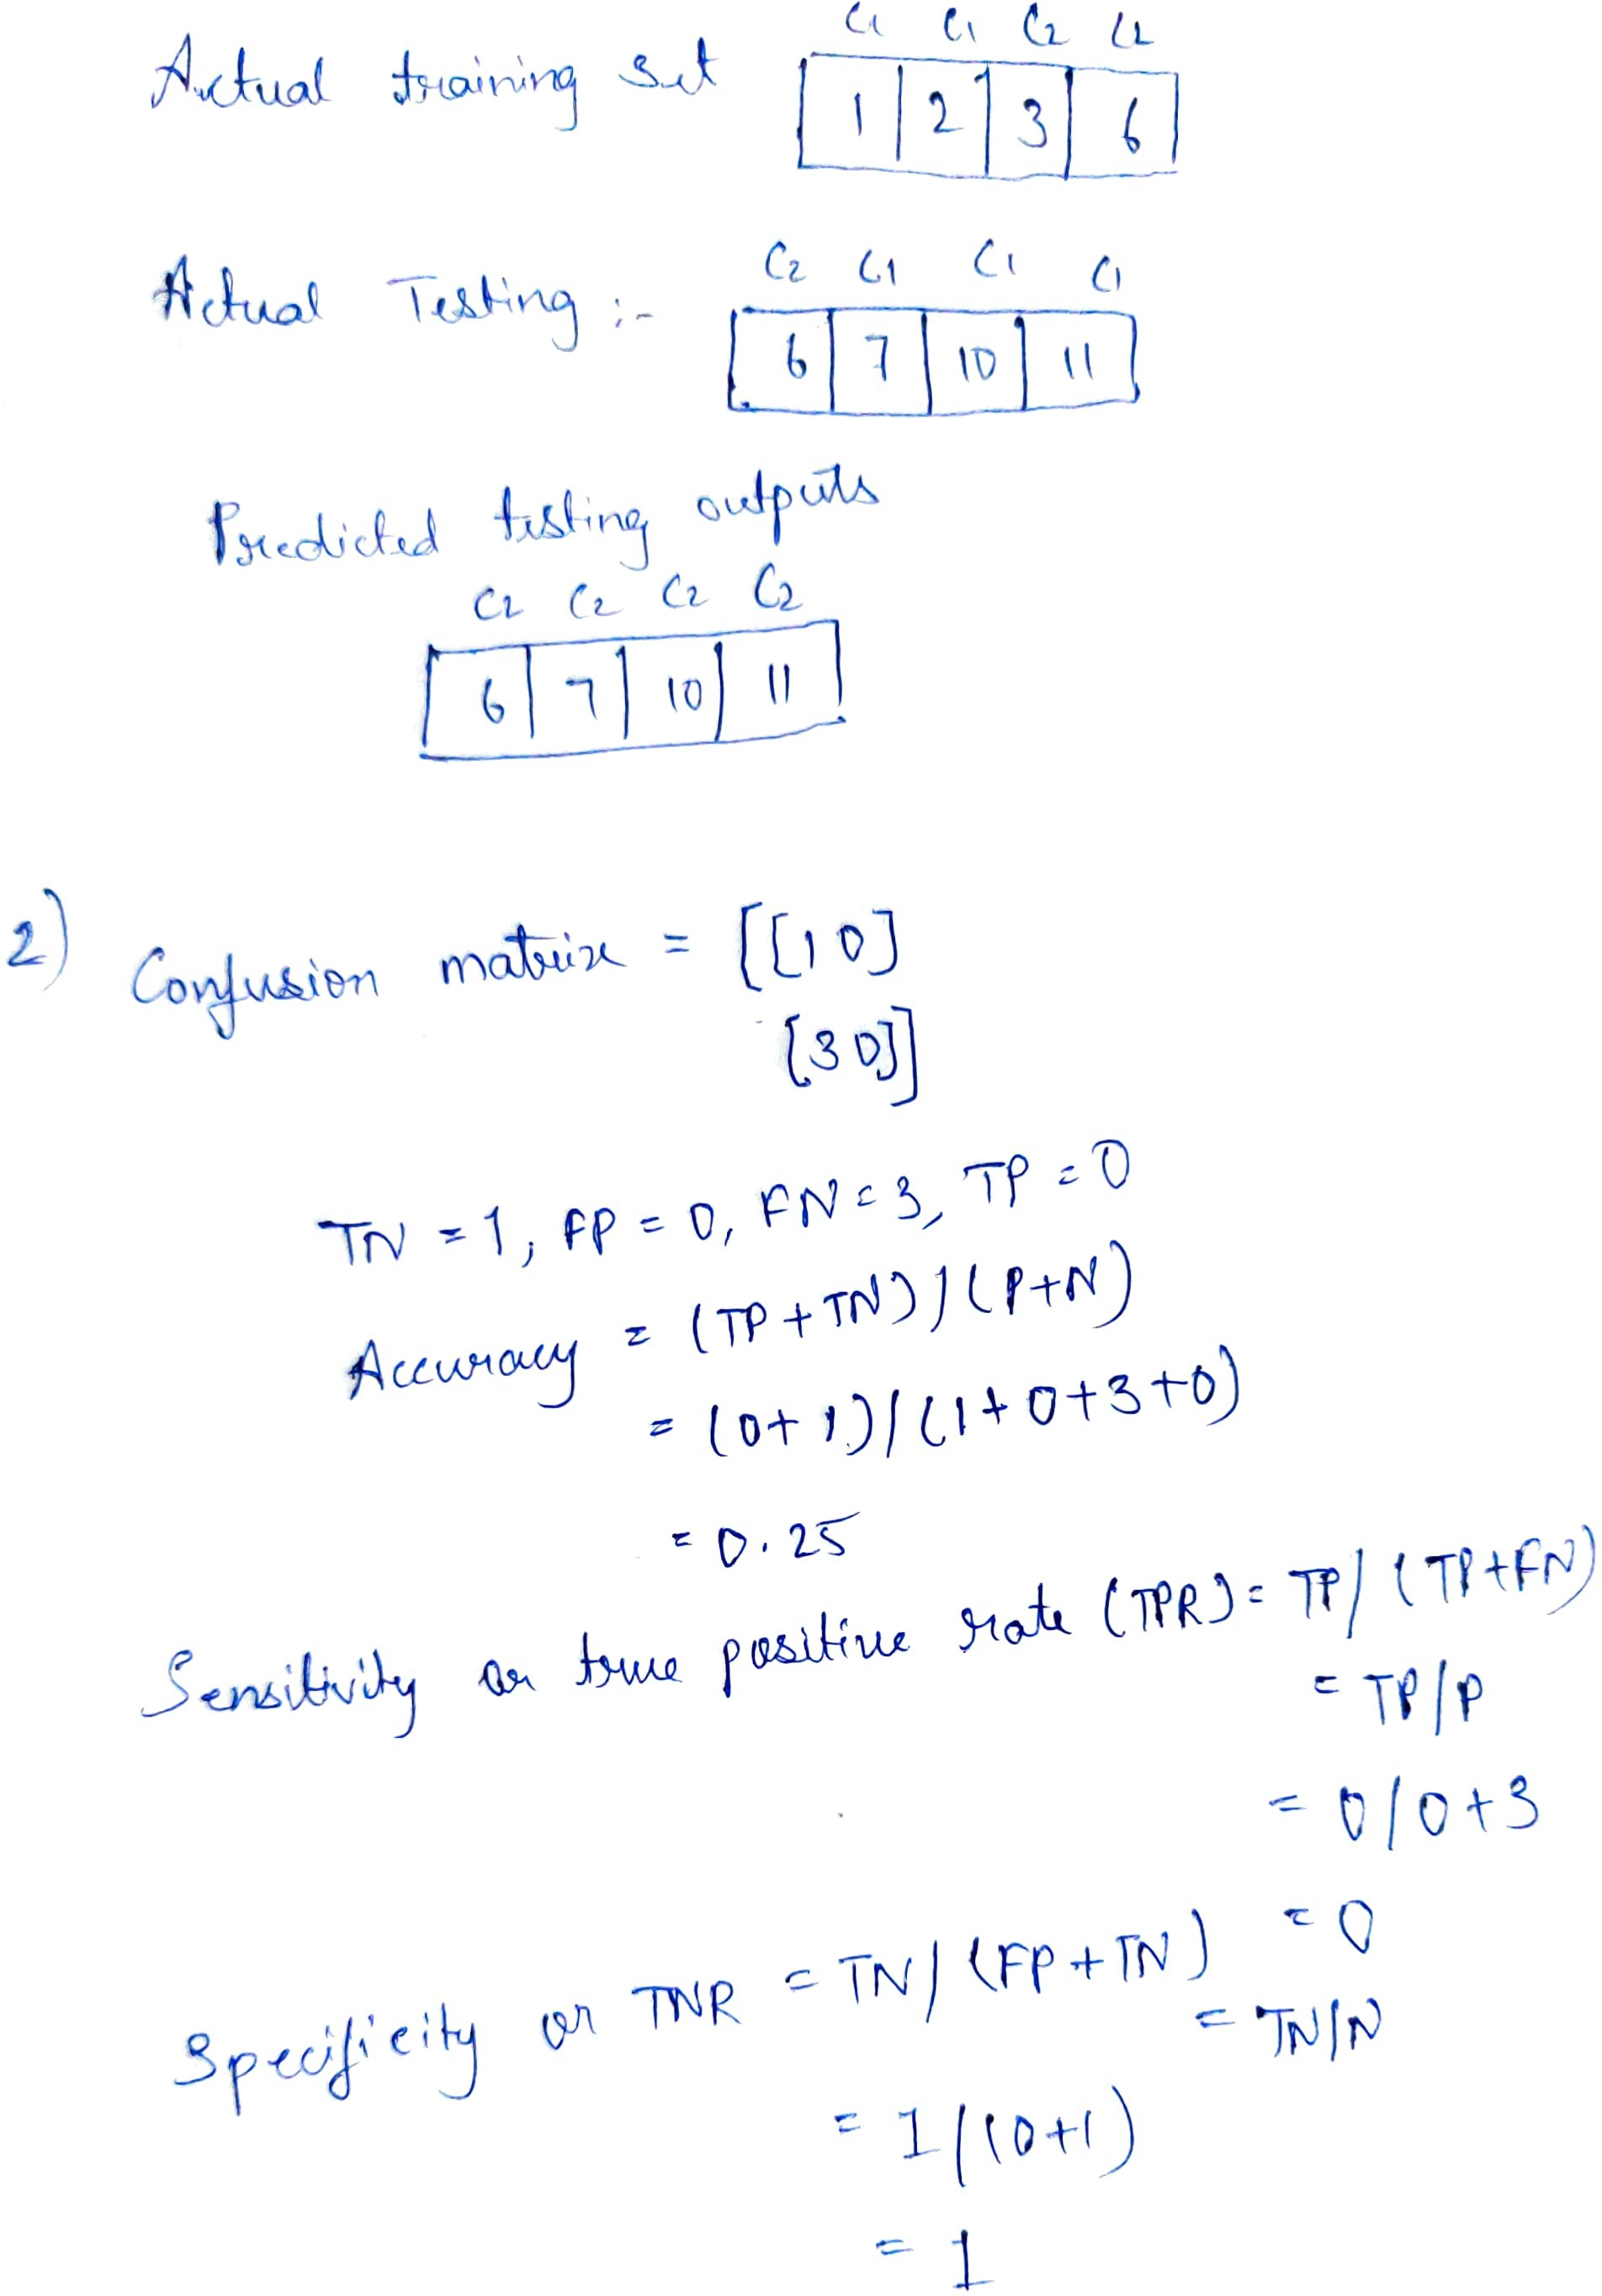 C1 C1 C2 C2
Actual training set 1 2 3 6
C2 C1 C1 C1
Actual Testing :- 6 7 10 11
Predicted testing outputs
C2 C2 C2 C2
6 7 10 11
2) Confusion matrix = [[1 0]
[3 0]]
TN = 1, FP = 0, FN = 3, TP = 0
Accuracy = (TP + TN) / (P+N)
= (0+1) / (1+0+3+0)
= 0.25
Sensitivity or true positive rate (TPR) = TP / (TP+FN)
= TP/P
= 0/0+3
= 0
Specificity or TNR = TN / (FP+TN)
= TN/N
= 1/(0+1)
= 1